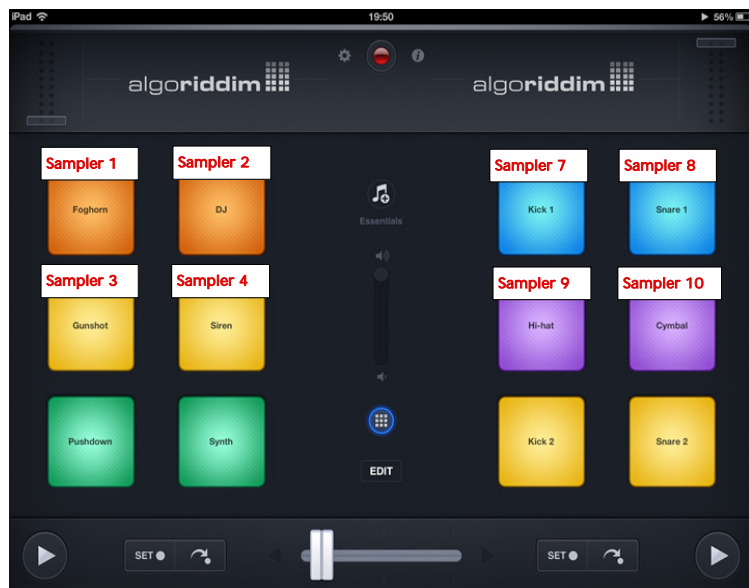 iPad 19:50 56%
algoriddim algoriddim
Sampler 1 Sampler 2 Sampler 7 Sampler 8
Foghorn DJ Essentials Kick 1 Snare 1
Sampler 3 Sampler 4 Sampler 9 Sampler 10
Gunshot Siren Hi-hat Cymbal
Pushdown Synth Kick 2 Snare 2
EDIT
SET SET